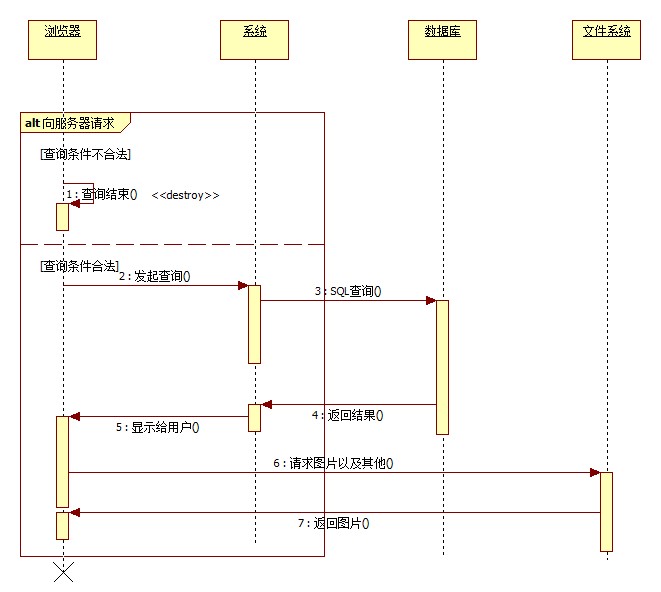 浏览器
系统
数据库
文件系统
alt 向服务器请求
[查询条件不合法]
1 : 查询结束()
<<destroy>>
[查询条件合法]
2 : 发起查询()
3 : SQL查询()
4 : 返回结果()
5 : 显示给用户()
6 : 请求图片以及其他()
7 : 返回图片()